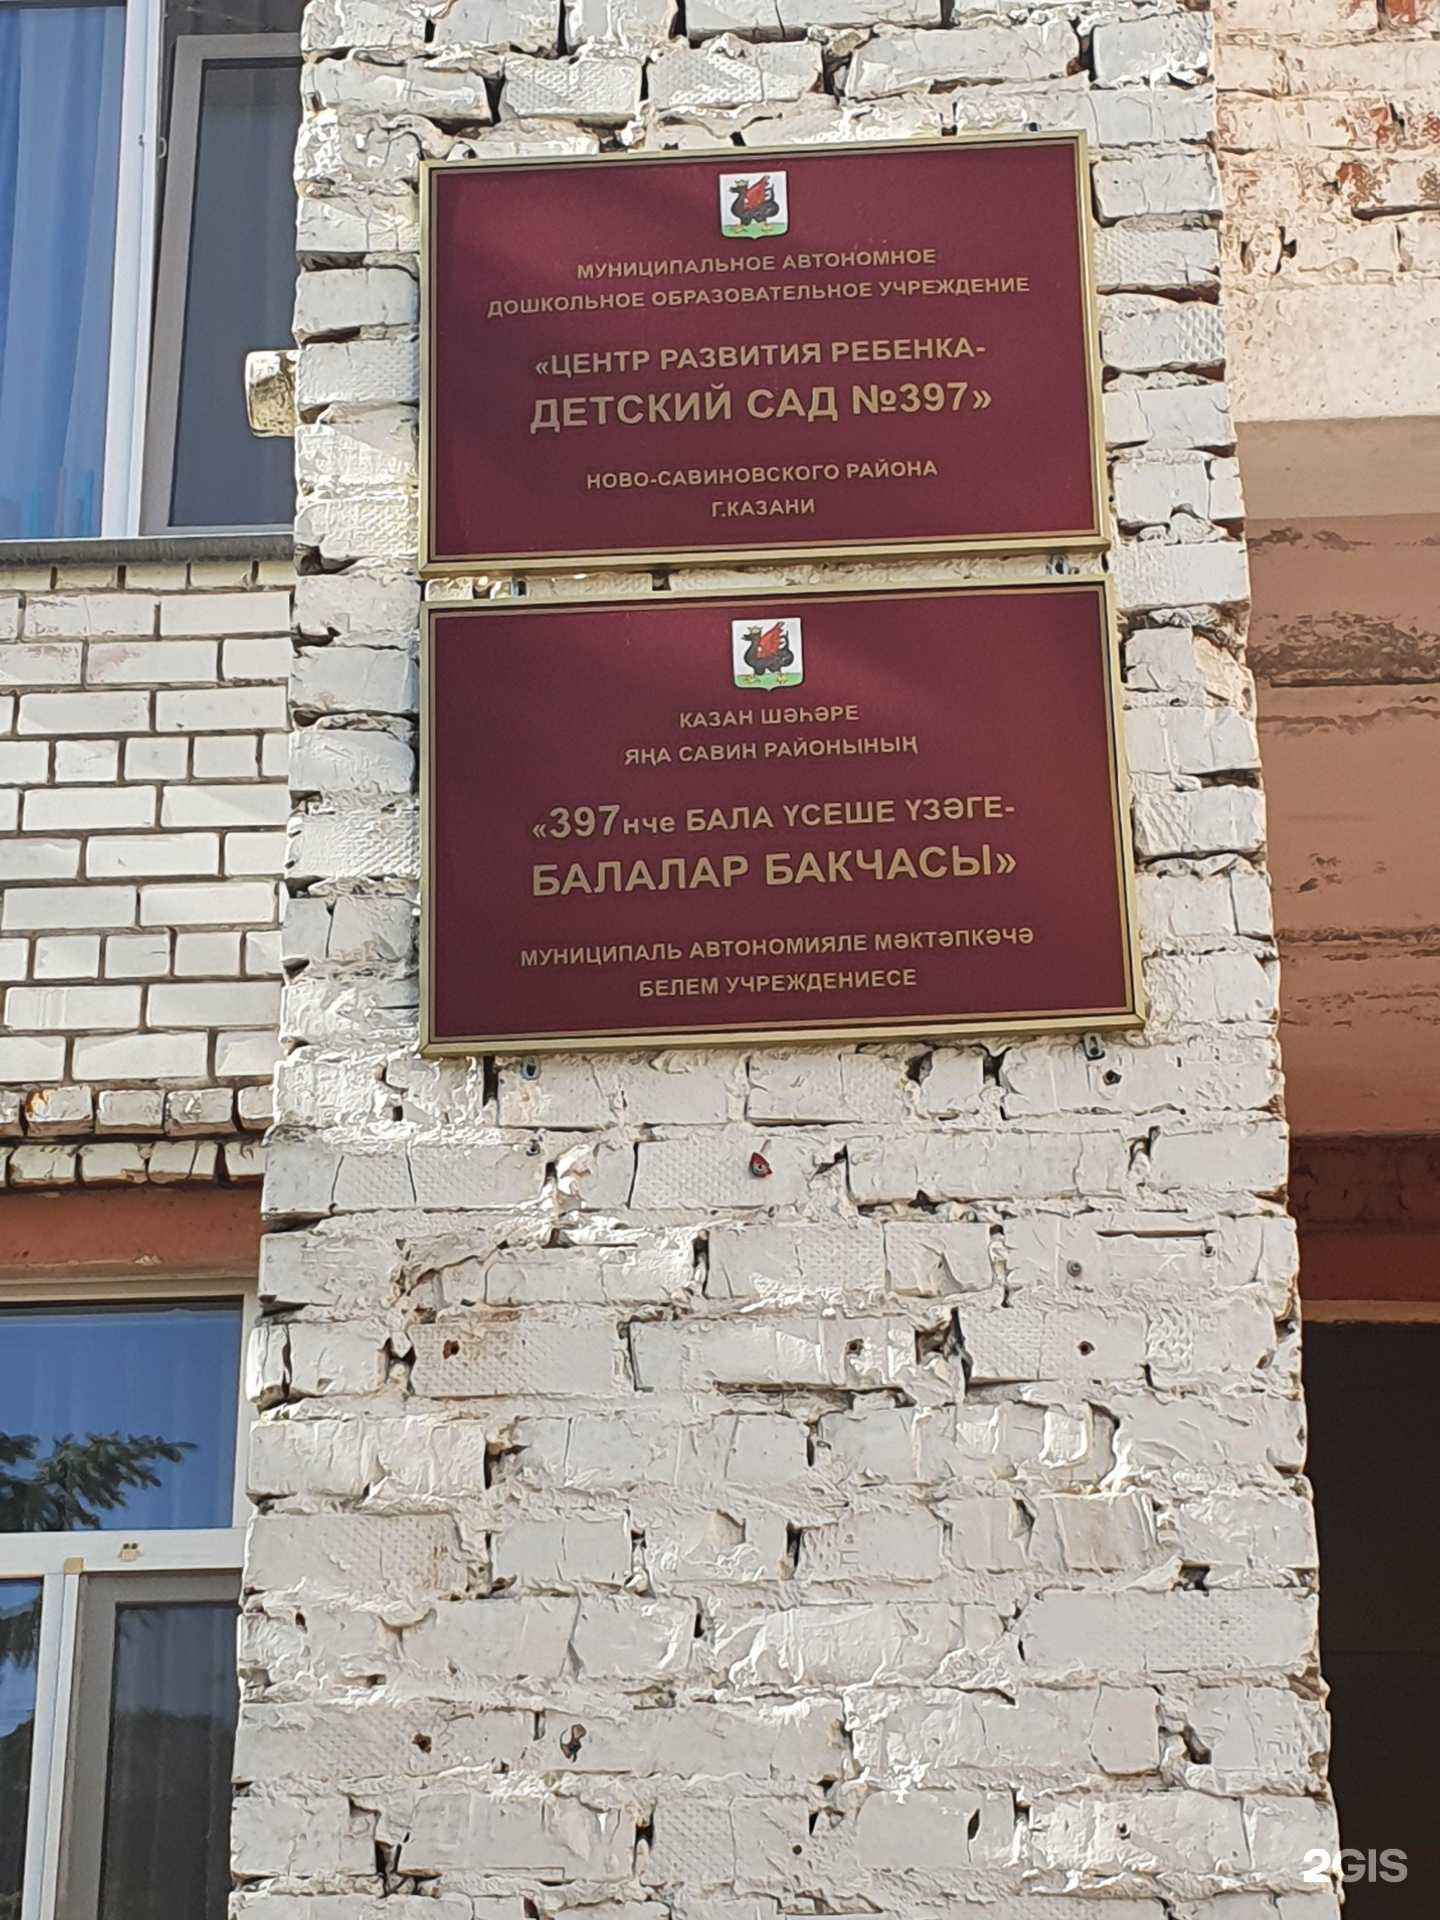 МУНИЦИПАЛЬНОЕ АВТОНОМНОЕ
ДОШКОЛЬНОЕ ОБРАЗОВАТЕЛЬНОЕ УЧРЕЖДЕНИЕ
«ЦЕНТР РАЗВИТИЯ РЕБЕНКА-
ДЕТСКИЙ САД №397»
НОВО-САВИНОВСКОГО РАЙОНА
Г.КАЗАНИ
КАЗАН ШӘҺӘРЕ
ЯҢА САВИН РАЙОНЫНЫҢ
«397нче БАЛА ҮСЕШЕ ҮЗӘГЕ-
БАЛАЛАР БАКЧАСЫ»
МУНИЦИПАЛЬ АВТОНОМИЯЛЕ МӘКТӘПКӘЧӘ
БЕЛЕМ УЧРЕЖДЕНИЕСЕ
2GIS